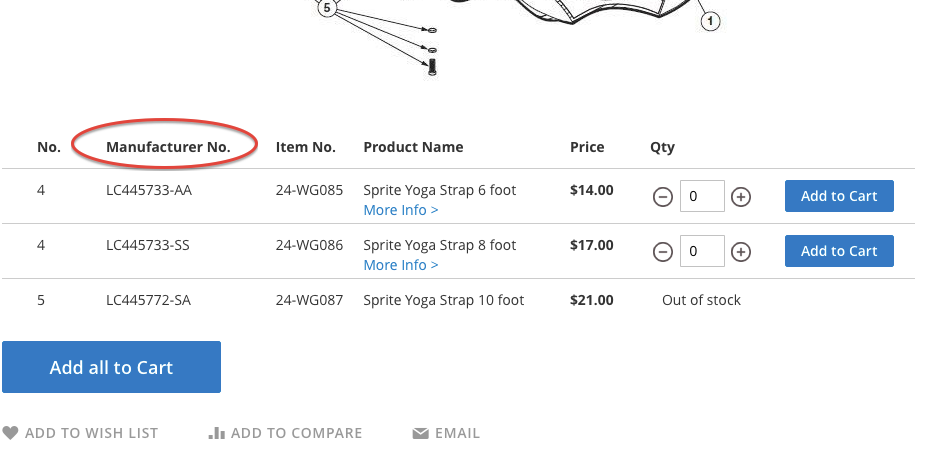 5
1
No. Manufacturer No. Item No. Product Name Price Qty
4 LC445733-AA 24-WG085 Sprite Yoga Strap 6 foot $14.00 0 Add to Cart
More Info >
4 LC445733-SS 24-WG086 Sprite Yoga Strap 8 foot $17.00 0 Add to Cart
More Info >
5 LC445772-SA 24-WG087 Sprite Yoga Strap 10 foot $21.00 Out of stock
Add all to Cart
ADD TO WISH LIST ADD TO COMPARE EMAIL